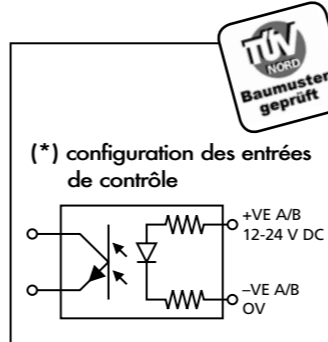 TÜV
NORD
Baumuster
geprüft
(*) configuration des entrées
de contrôle
+VE A/B
12-24 V DC
–VE A/B
OV